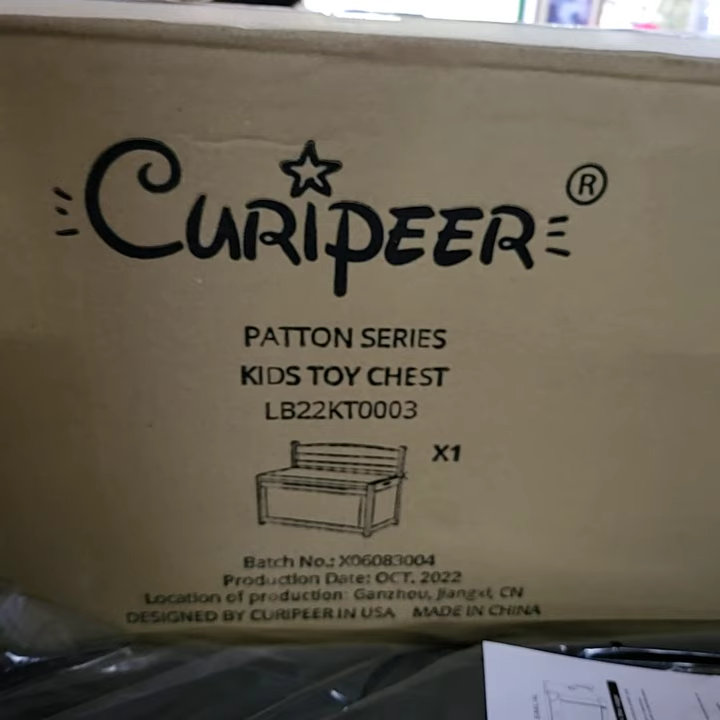 CURIPEER®
PATTON SERIES
KIDS TOY CHEST
LB22KT0003
X1
Batch No.: X06083004
Production Date: OCT. 2022
Location of production: Ganzhou, Jiangxi, CN
DESIGNED BY CURIPEER IN USA MADE IN CHINA